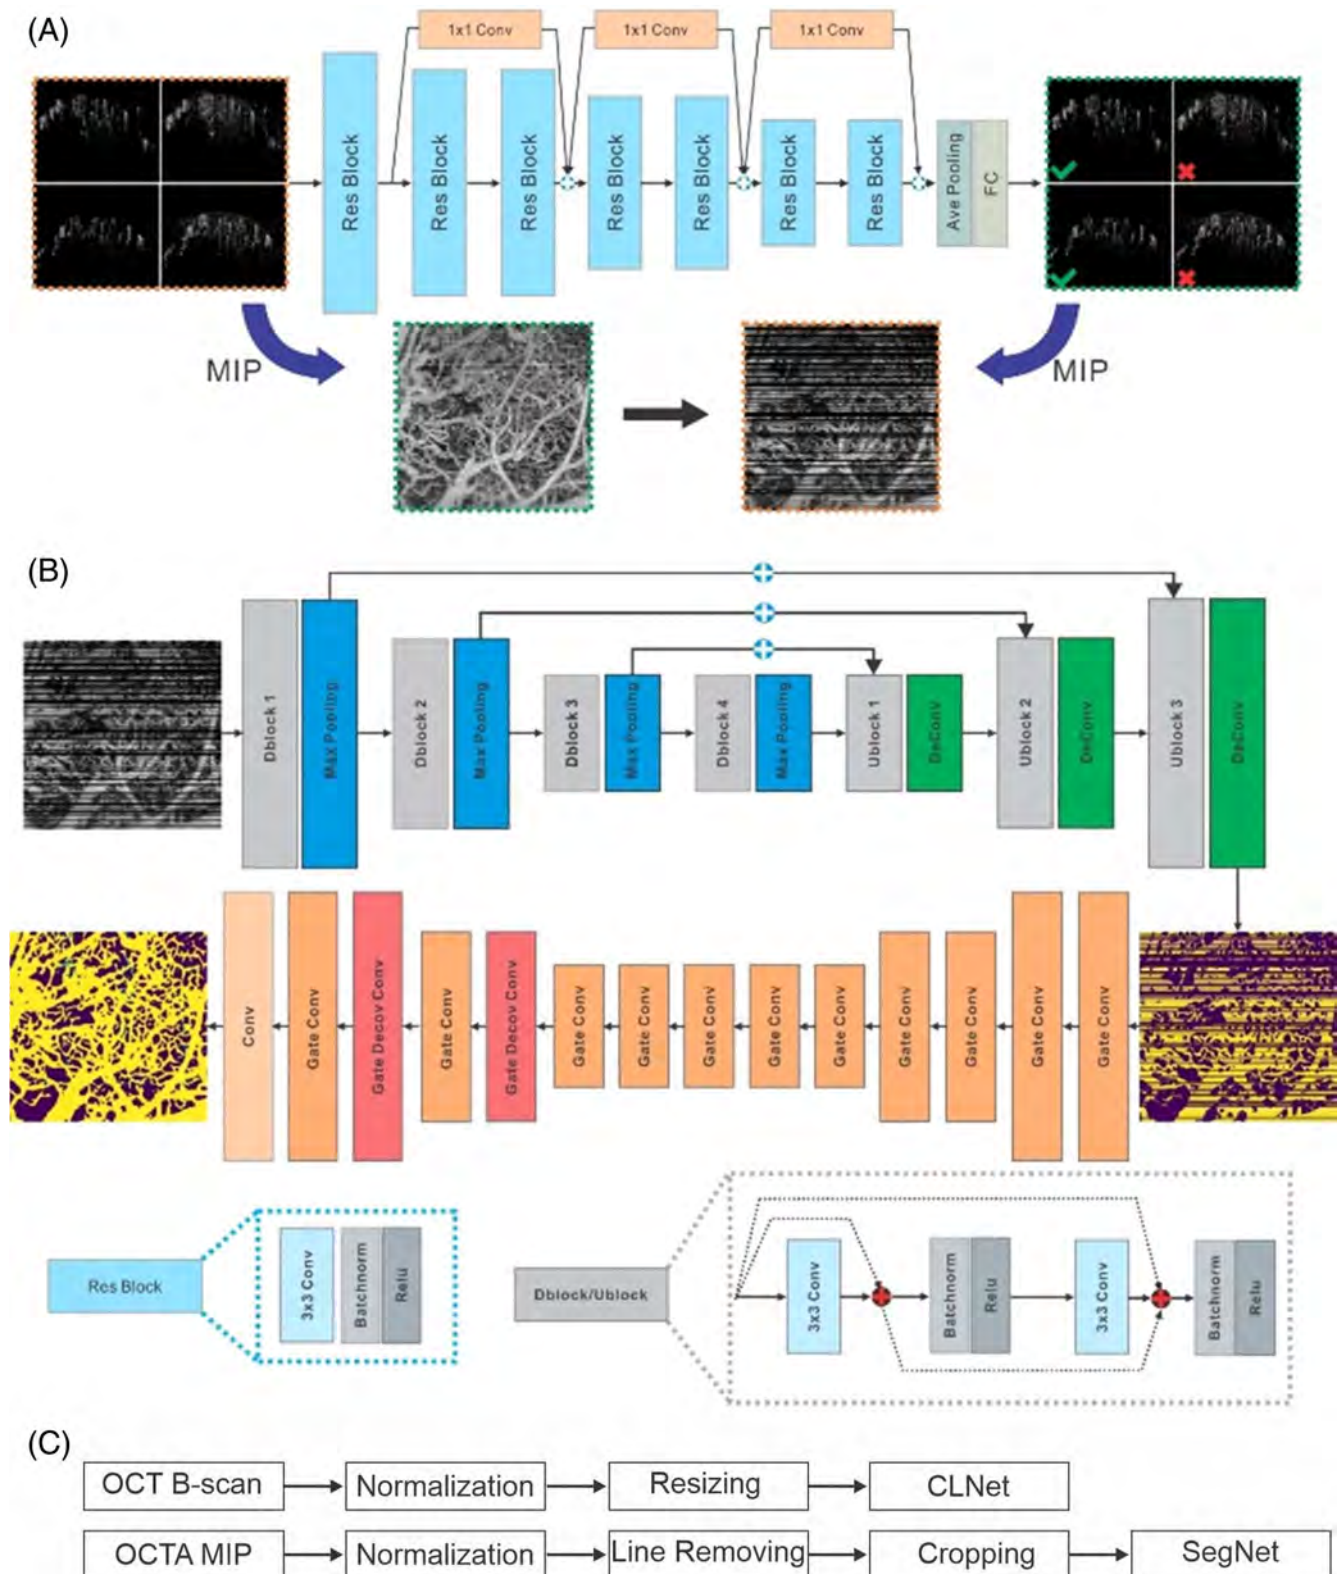 (A)
1x1 Conv
1x1 Conv
1x1 Conv
Res Block
Res Block
Res Block
Res Block
Res Block
Res Block
Res Block
Ave Pooling
FC
MIP
MIP
(B)
Dblock 1
Max Pooling
Dblock 2
Max Pooling
Dblock 3
Max Pooling
Dblock 4
Max Pooling
Ublock 1
DeConv
Ublock 2
DeConv
Ublock 3
DeConv
Conv
Gate Conv
Gate Decov Conv
Gate Conv
Gate Decov Conv
Gate Conv
Gate Conv
Gate Conv
Gate Conv
Gate Conv
Gate Conv
Gate Conv
Gate Conv
Gate Conv
Res Block
3x3 Conv
Batchnorm
Relu
Dblock/Ublock
3x3 Conv
Batchnorm
Relu
3x3 Conv
Batchnorm
Relu
(C)
OCT B-scan
Normalization
Resizing
CLNet
OCTA MIP
Normalization
Line Removing
Cropping
SegNet